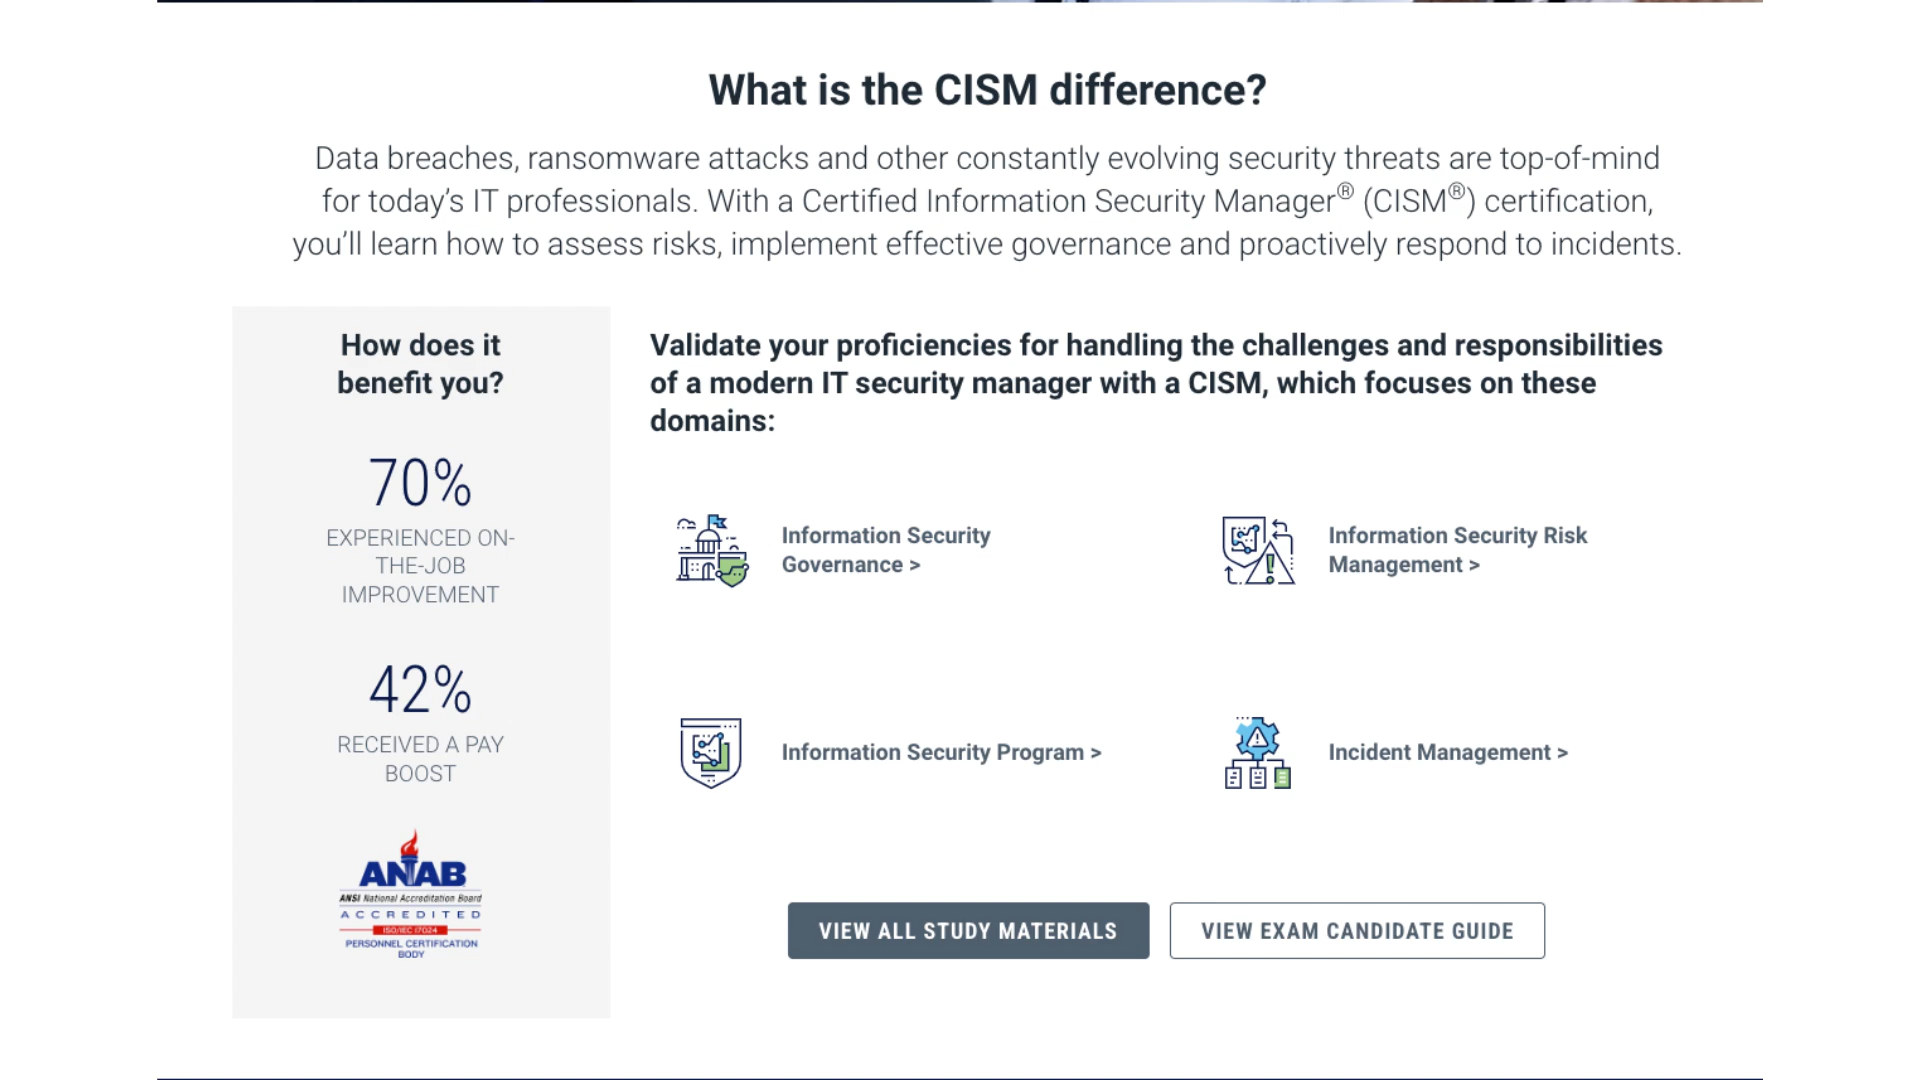 What is the CISM difference?
Data breaches, ransomware attacks and other constantly evolving security threats are top-of-mind
for today’s IT professionals. With a Certified Information Security Manager® (CISM®) certification,
you’ll learn how to assess risks, implement effective governance and proactively respond to incidents.
How does it
benefit you?
70%
EXPERIENCED ON-
THE-JOB
IMPROVEMENT
42%
RECEIVED A PAY
BOOST
ANAB
ANSI National Accreditation Board
ACCREDITED
ISO/IEC 17024
PERSONNEL CERTIFICATION
BODY
Validate your proficiencies for handling the challenges and responsibilities
of a modern IT security manager with a CISM, which focuses on these
domains:
Information Security
Governance >
Information Security Risk
Management >
Information Security Program >
Incident Management >
VIEW ALL STUDY MATERIALS
VIEW EXAM CANDIDATE GUIDE